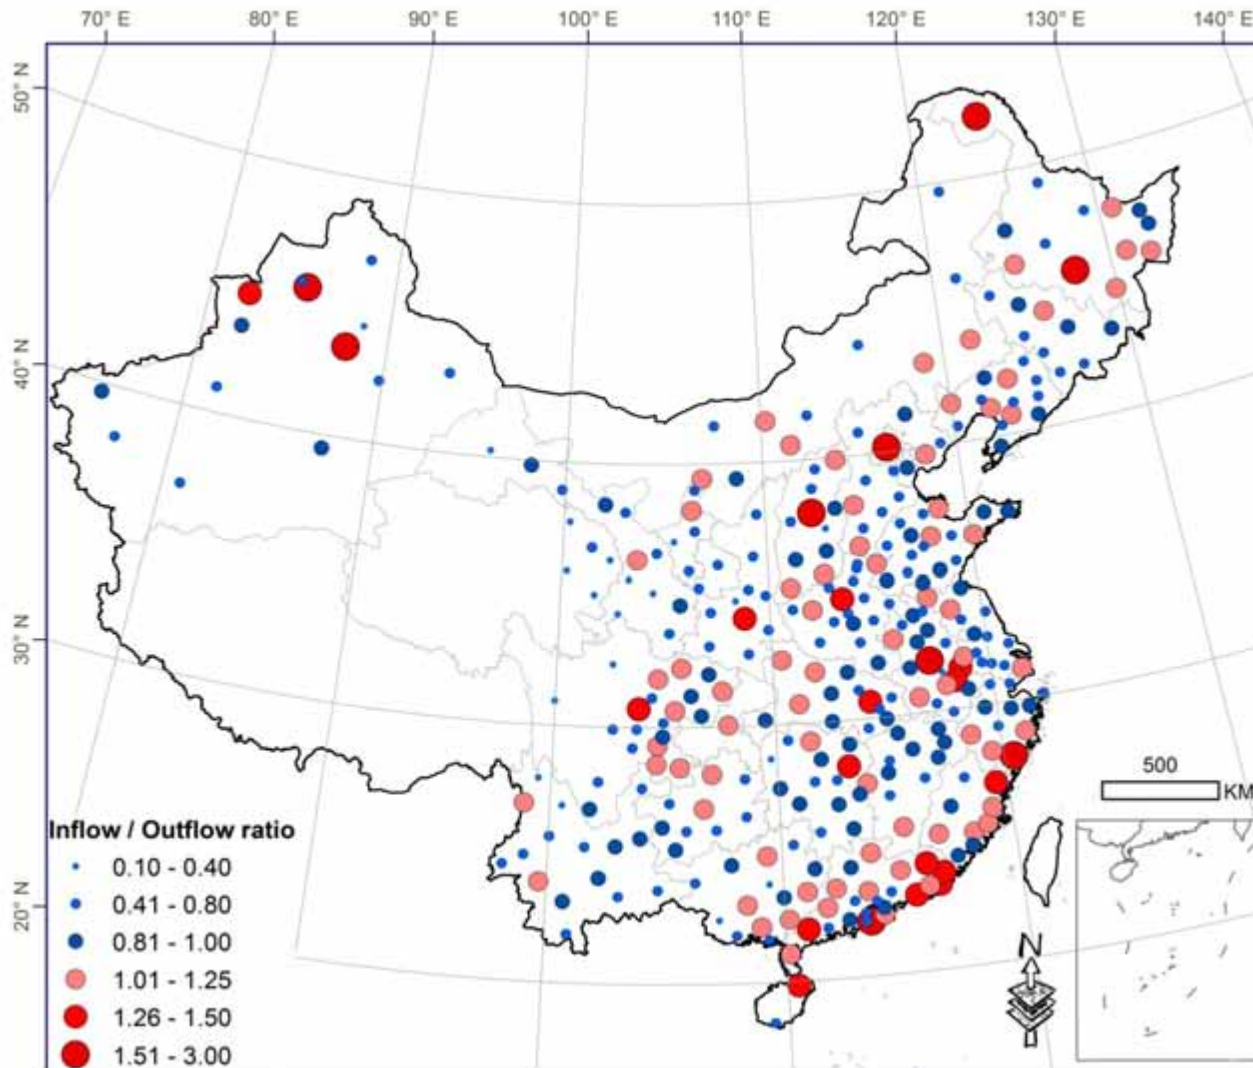 70° E 80° E 90° E 100° E 110° E 120° E 130° E 140° E
50° N
40° N
30° N
20° N
500
KM
Inflow / Outflow ratio
0.10 - 0.40
0.41 - 0.80
0.81 - 1.00
1.01 - 1.25
1.26 - 1.50
1.51 - 3.00
N